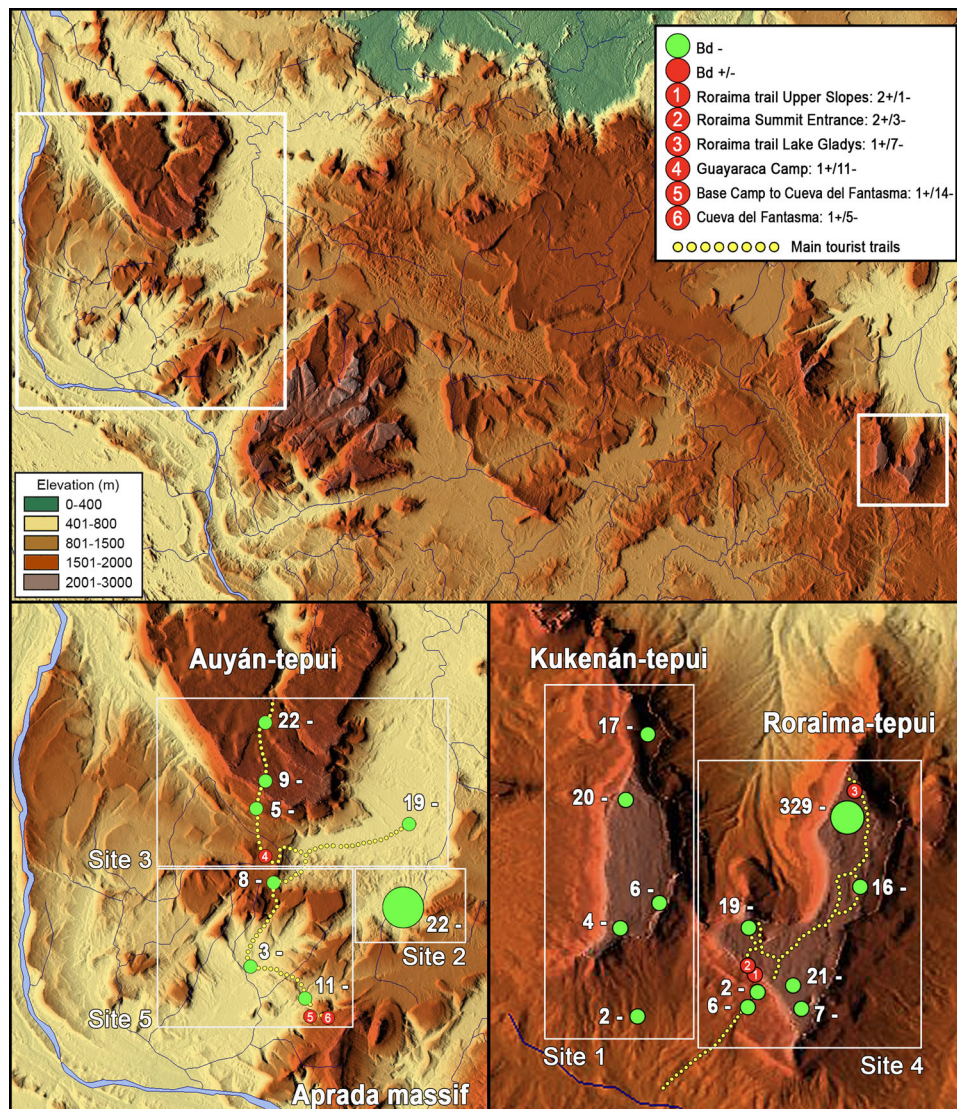 Bd -
Bd +/-
1 Roraima trail Upper Slopes: 2+/1-
2 Roraima Summit Entrance: 2+/3-
3 Roraima trail Lake Gladys: 1+/7-
4 Guayaraca Camp: 1+/11-
5 Base Camp to Cueva del Fantasma: 1+/14-
6 Cueva del Fantasma: 1+/5-
Main tourist trails
Elevation (m)
0-400
401-800
801-1500
1501-2000
2001-3000
Auyán-tepui
22 -
9 -
5 -
19 -
4
Site 3
8 -
22 -
Site 2
3 -
11 -
Site 5
5 6
Aprada massif
Kukenán-tepui
Roraima-tepui
17 -
3
20 -
329 -
6 -
16 -
4 -
19 -
2
1
2 -
21 -
6 -
7 -
2 -
Site 1
Site 4